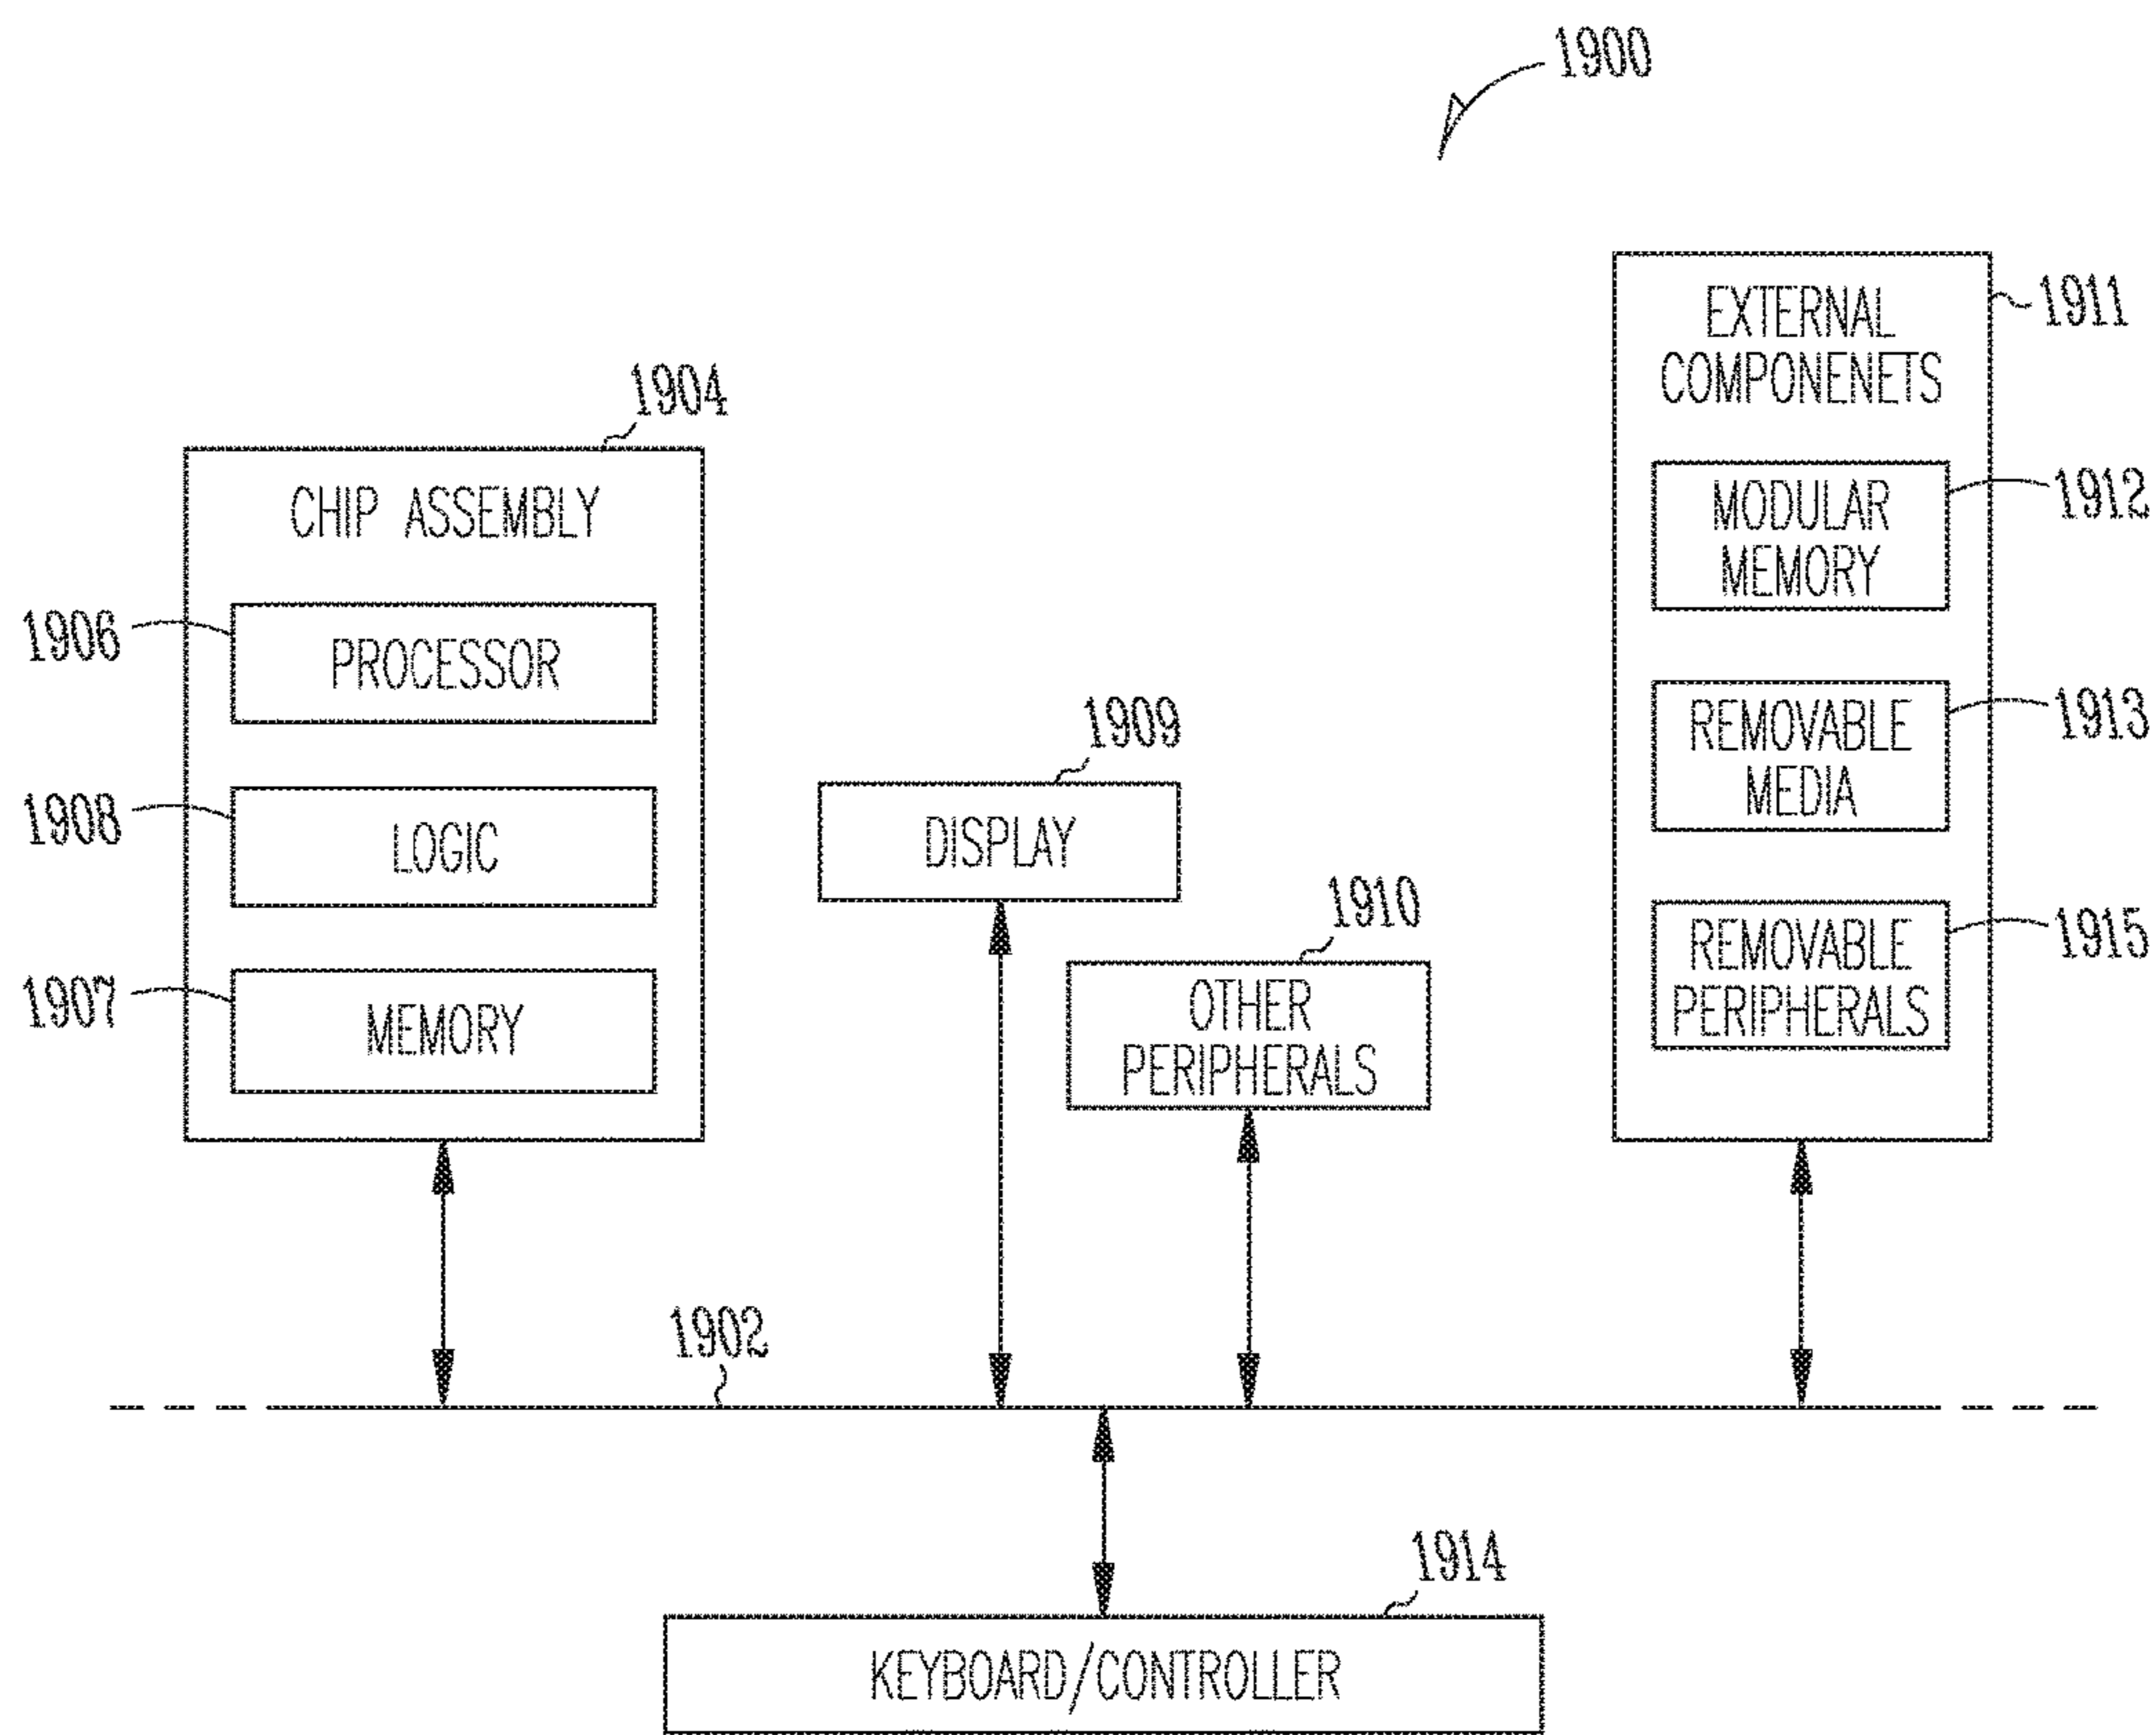 1900
EXTERNAL
COMPONENETS
1911
MODULAR
MEMORY
1912
REMOVABLE
MEDIA
1913
REMOVABLE
PERIPHERALS
1915
1904
CHIP ASSEMBLY
1906
PROCESSOR
1908
LOGIC
1907
MEMORY
1909
DISPLAY
1910
OTHER
PERIPHERALS
1902
1914
KEYBOARD/CONTROLLER